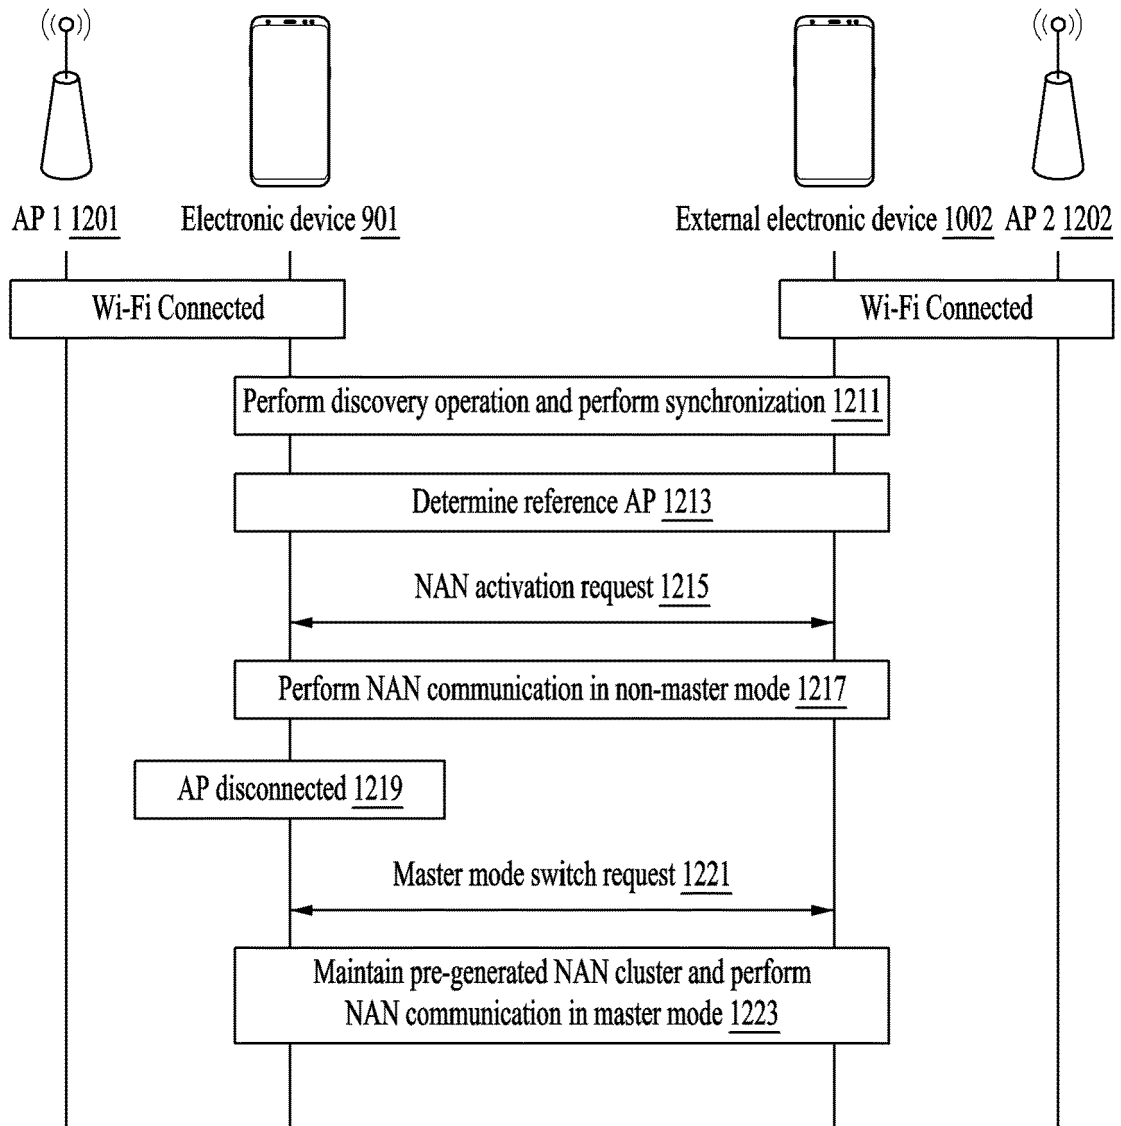 AP 1 1201
Electronic device 901
External electronic device 1002
AP 2 1202
Wi-Fi Connected
Wi-Fi Connected
Perform discovery operation and perform synchronization 1211
Determine reference AP 1213
NAN activation request 1215
Perform NAN communication in non-master mode 1217
AP disconnected 1219
Master mode switch request 1221
Maintain pre-generated NAN cluster and perform
NAN communication in master mode 1223